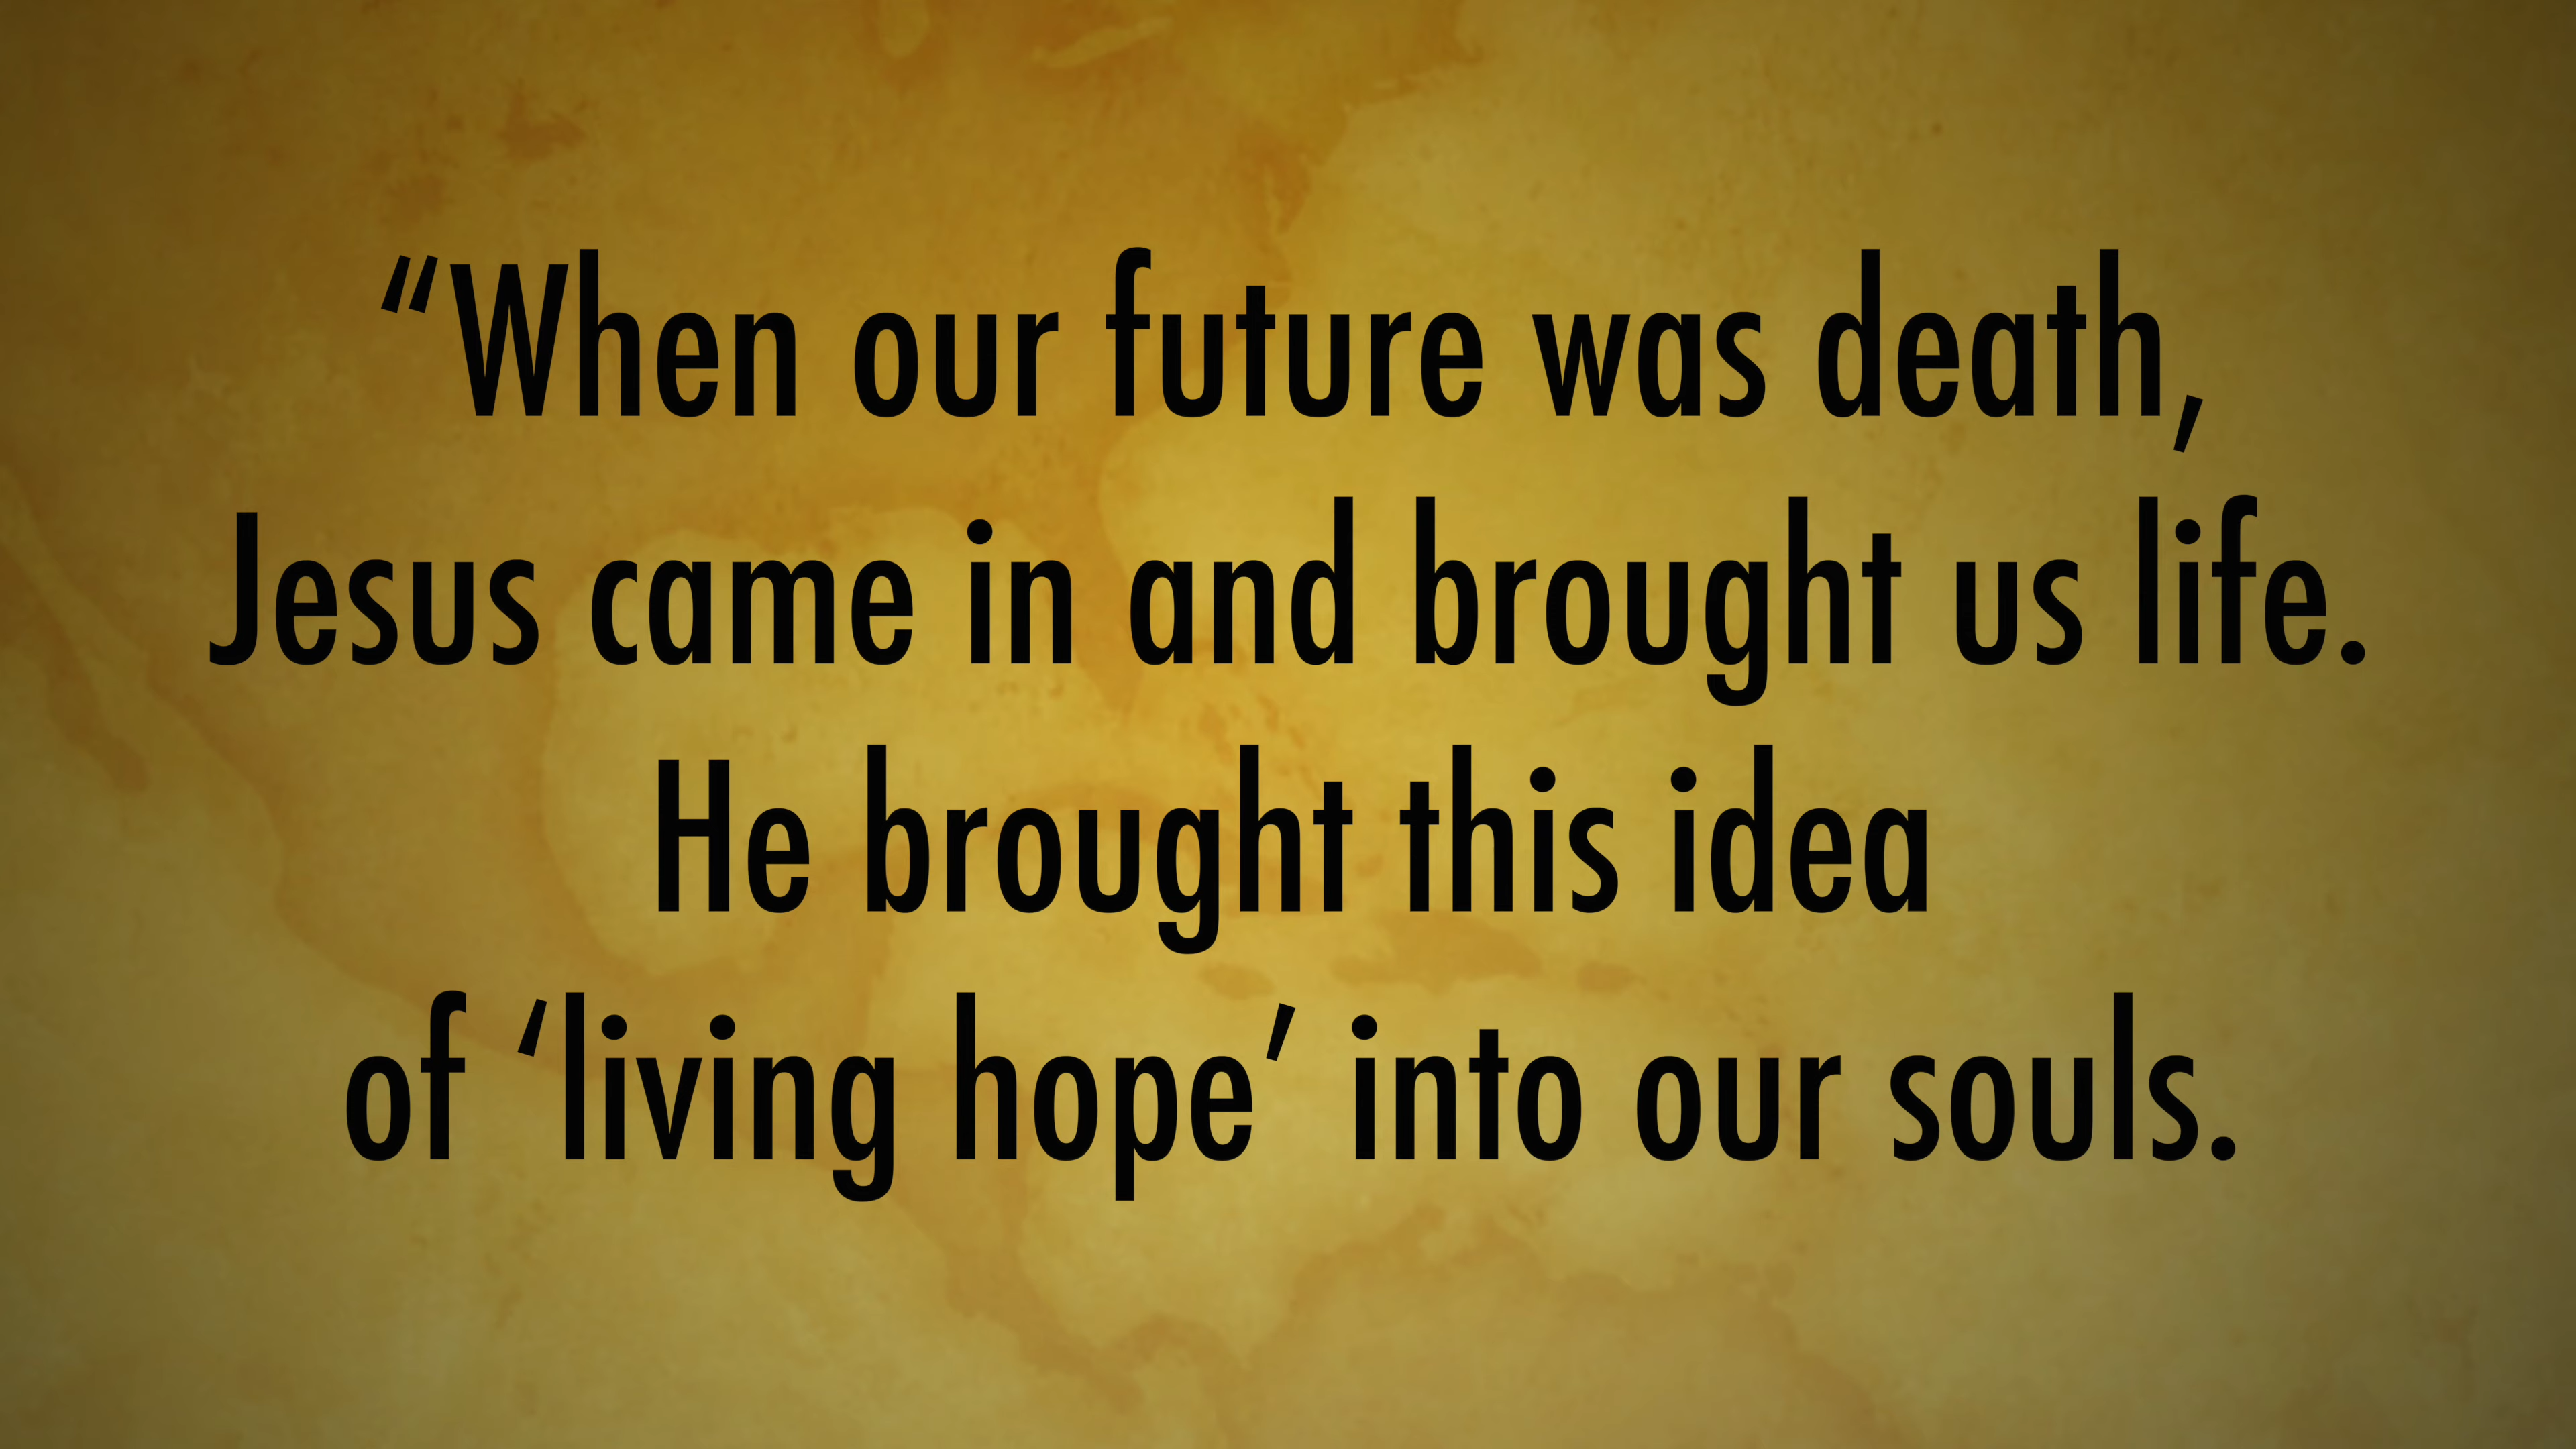 “When our future was death,
Jesus came in and brought us life.
He brought this idea
of ‘living hope’ into our souls.